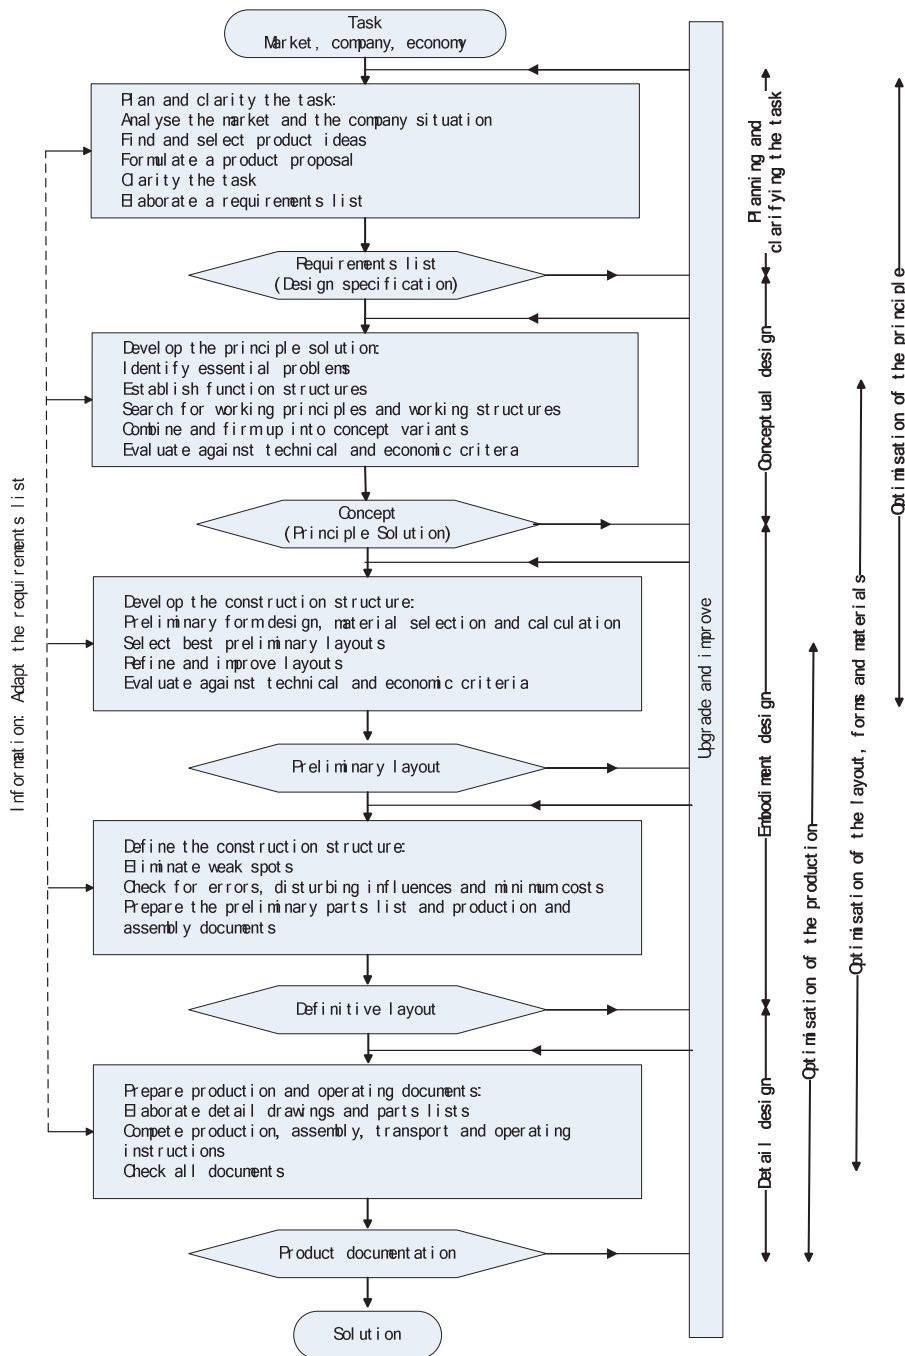 Task
Market, company, economy
Plan and clarity the task:
Analyse the market and the company situation
Find and select product ideas
Formulate a product proposal
Clarity the task
Elaborate a requirements list
Requirements list
(Design specification)
Develop the principle solution:
Identify essential problems
Establish function structures
Search for working principles and working structures
Combine and firm up into concept variants
Evaluate against technical and economic critera
Concept
(Principle Solution)
Develop the construction structure:
Preliminary form design, material selection and calculation
Select best preliminary layouts
Refine and improve layouts
Evaluate against technical and economic criteria
Preliminary layout
Define the construction structure:
Eliminate weak spots
Check for errors, disturbing influences and minimum costs
Prepare the preliminary parts list and production and
assembly documents
Definitive layout
Prepare production and operating documents:
Elaborate detail drawings and parts lists
Compete production, assembly, transport and operating
instructions
Check all documents
Product documentation
Solution
Information: Adapt the requirements list
Upgrade and improve
Planning and
clarifying the task
Conceptual design
Embodiment design
Detail design
Optimisation of the production
Optimisation of the layout, forms and materials
Optimisation of the principle